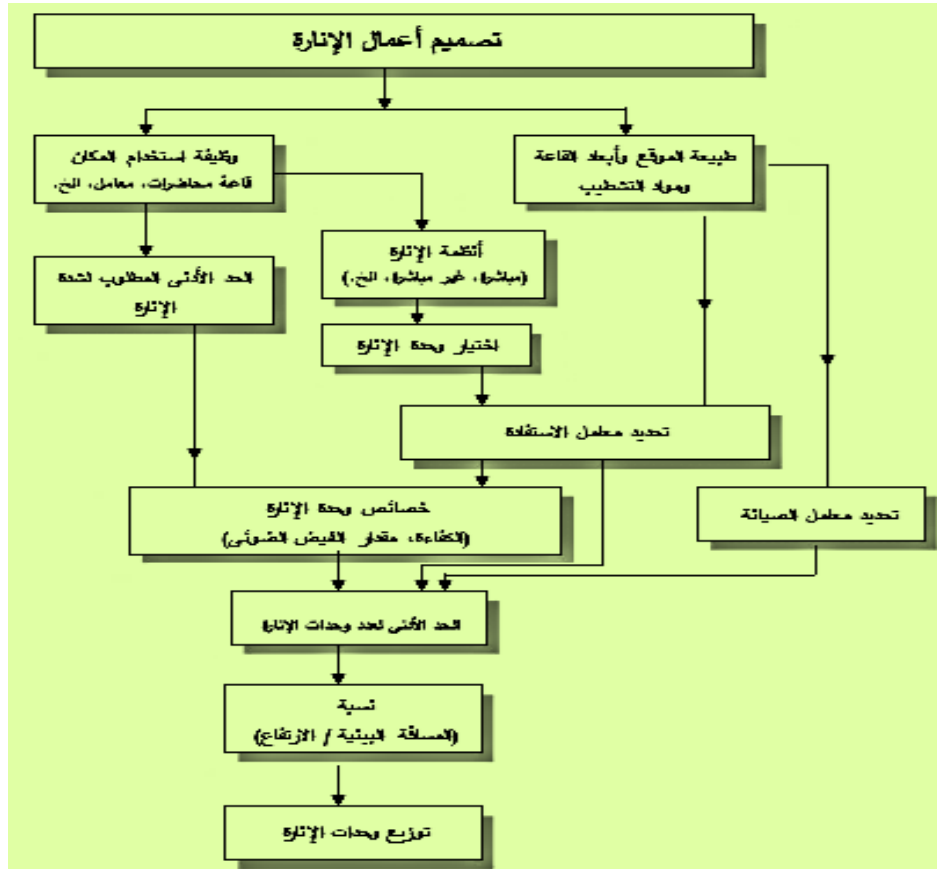 تصميم أعمال الإنارة
وظيفة استخدام المكان
قاعة محاضرات، معامل، الخ.
طبيعة الموقع وأبعاد القاعة
ومواد التشطيب
أنظمة الإنارة
(مباشرة، غير مباشرة، الخ.)
الحد الأدنى المطلوب لشدة
الإنارة
اختيار وحدة الإنارة
تحديد معامل الاستفادة
خصائص وحدة الإنارة
(الكفاءة، مقدار الفيض الضوئي)
تحديد معامل الصيانة
الحد الأدنى لعدد وحدات الإنارة
نسبة
(المسافة البينية / الارتفاع)
توزيع وحدات الإنارة